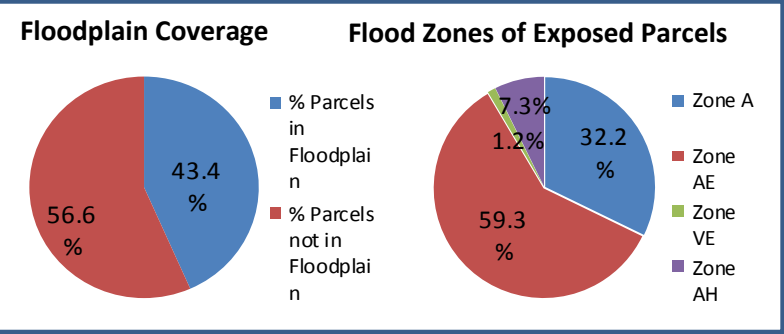 Floodplain Coverage
43.4
%
56.6
%
% Parcels
in
Floodplai
n
% Parcels
not in
Floodplai
n
Flood Zones of Exposed Parcels
7.3%
1.2%
32.2
%
59.3
%
Zone A
Zone
AE
Zone
VE
Zone
AH